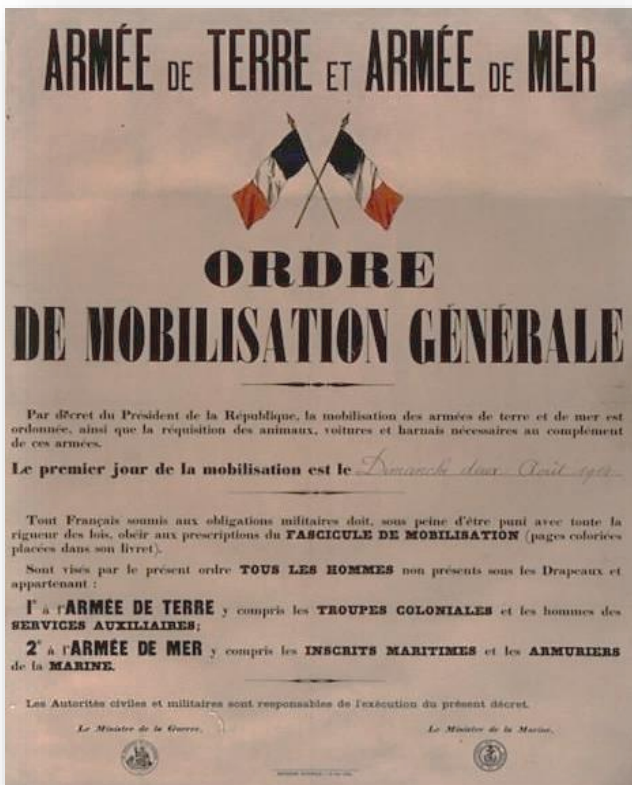 ARMÉE DE TERRE ET ARMÉE DE MER
ORDRE
DE MOBILISATION GÉNÉRALE
Par décret du Président de la République, la mobilisation des armées de terre et de mer est
ordonnée, ainsi que la réquisition des animaux, voitures et harnais nécessaires au complément
de ces armées.
Le premier jour de la mobilisation est le Dimanche deux Août
Tout Français soumis aux obligations militaires doit, sous peine d'être puni avec toute la
rigueur des lois, obéir aux prescriptions du FASCICULE DE MOBILISATION (pages coloriées
placées dans son livret).
Sont visés par le présent ordre TOUS LES HOMMES non présents sous les Drapeaux et
appartenant :
1º à l'ARMÉE DE TERRE y compris les TROUPES COLONIALES et les hommes des
SERVICES AUXILIAIRES;
2º à l'ARMÉE DE MER y compris les INSCRITS MARITIMES et les ARMURIERS
de la MARINE.
Les Autorités civiles et militaires sont responsables de l'exécution du présent décret.
Le Ministre de la Guerre,
Le Ministre de la Marine,